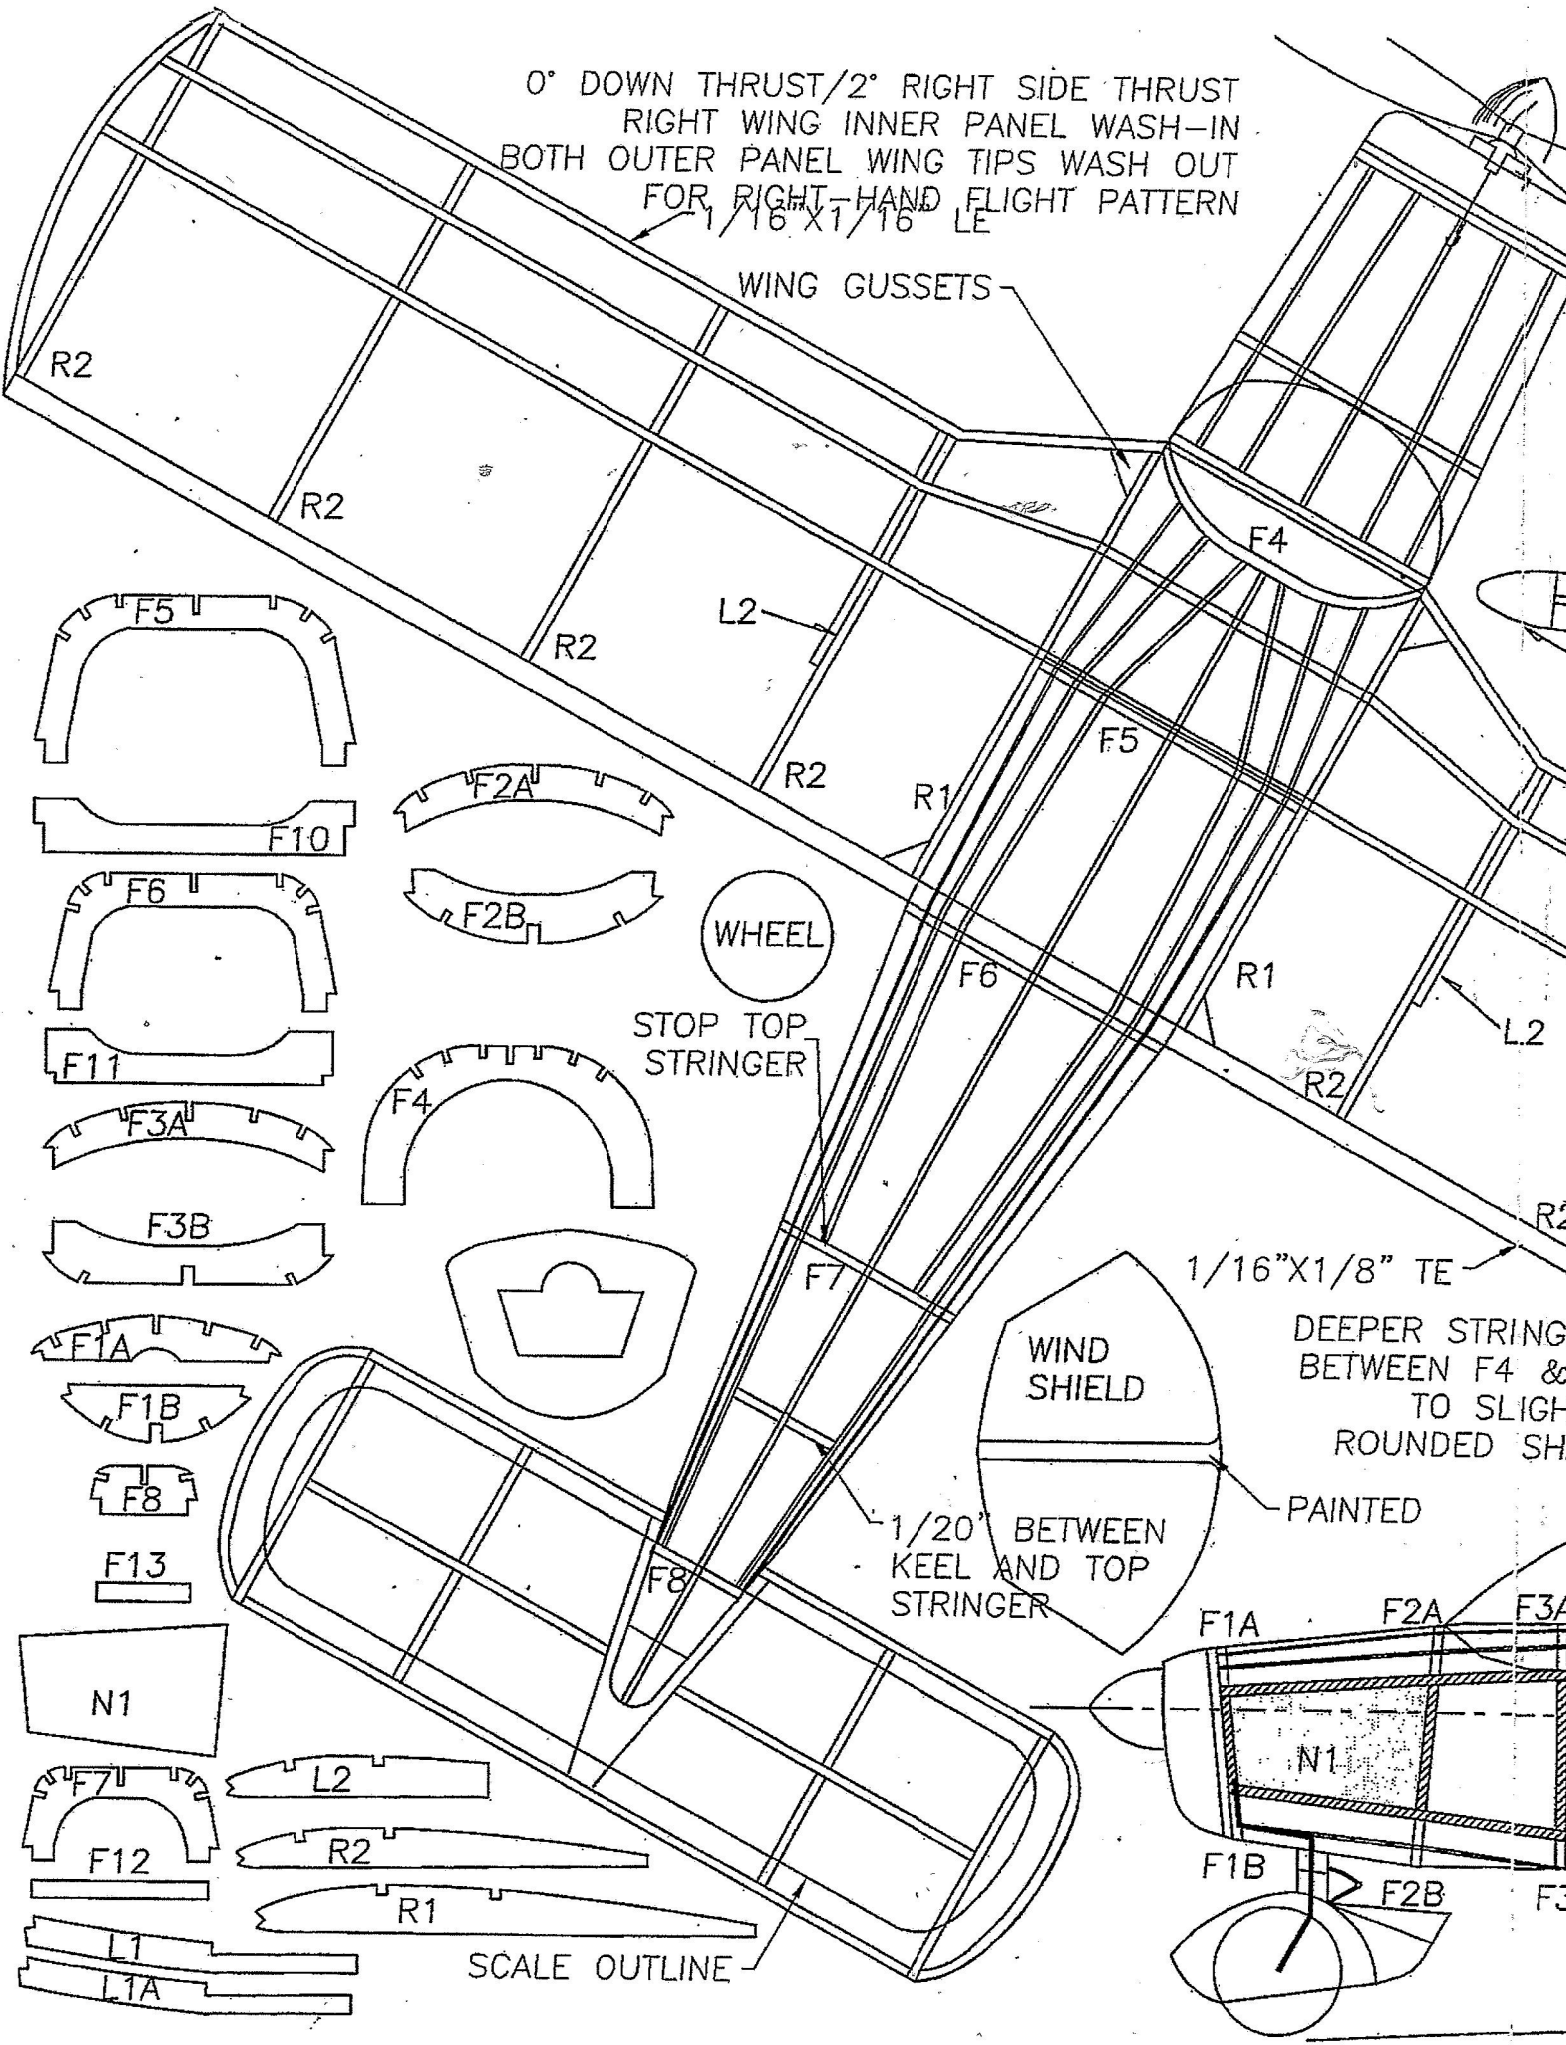 0° DOWN THRUST/2° RIGHT SIDE THRUST
RIGHT WING INNER PANEL WASH-IN
BOTH OUTER PANEL WING TIPS WASH OUT
FOR RIGHT-HAND FLIGHT PATTERN
1/16"X1/16" LE
WING GUSSETS
R2
R2
F4
F5
L2
R2
F5
R2
R1
F2A
F10
F6
F2B
WHEEL
F6
R1
STOP TOP
STRINGER
L2
F11
R2
F4
F3A
F3B
R2
1/16"X1/8" TE
F7
F1A
WIND
SHIELD
DEEPER STRING
BETWEEN F4 &
TO SLIGH
ROUNDED SH
F1B
F8
PAINTED
1/20" BETWEEN
KEEL AND TOP
STRINGER
F13
F8
F1A
F2A
F3A
N1
N1
F7
L2
F12
R2
F1B
F2B
F3
R1
L1
SCALE OUTLINE
L1A